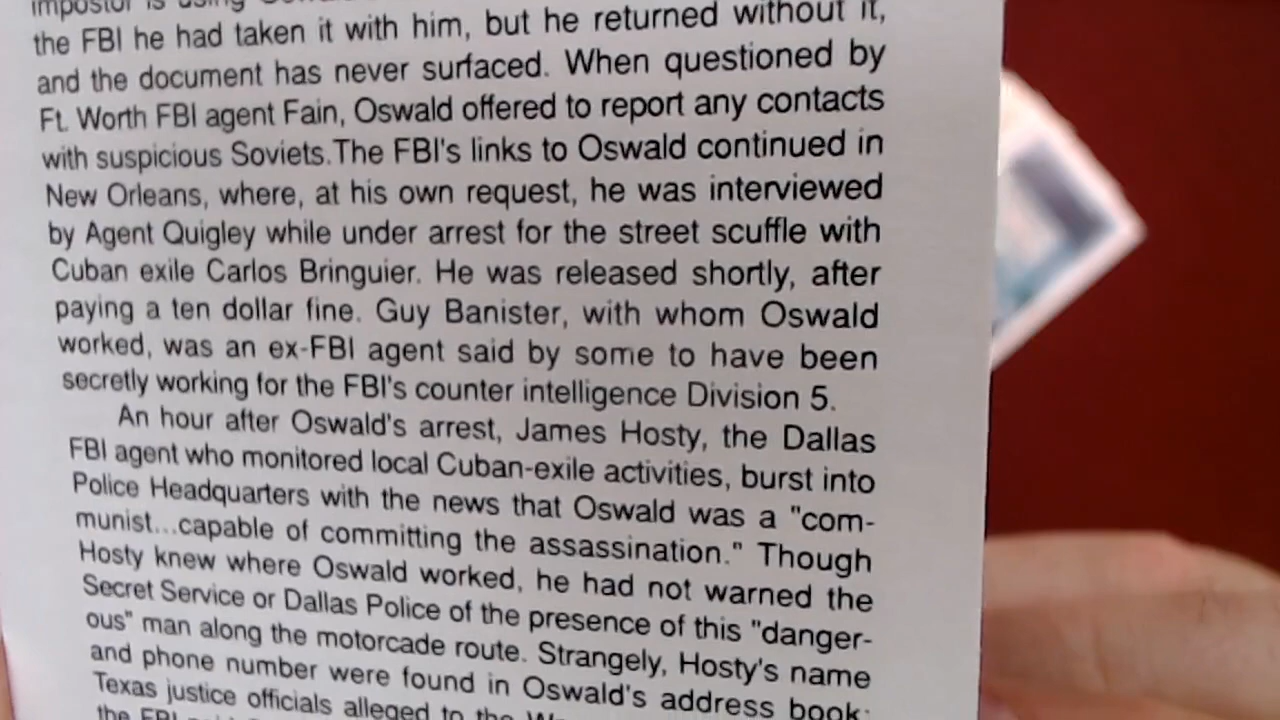 impostor is using
the FBI he had taken it with him, but he returned without it,
and the document has never surfaced. When questioned by
Ft. Worth FBI agent Fain, Oswald offered to report any contacts
with suspicious Soviets.The FBI's links to Oswald continued in
New Orleans, where, at his own request, he was interviewed
by Agent Quigley while under arrest for the street scuffle with
Cuban exile Carlos Bringuier. He was released shortly, after
paying a ten dollar fine. Guy Banister, with whom Oswald
worked, was an ex-FBI agent said by some to have been
secretly working for the FBI's counter intelligence Division 5.
An hour after Oswald's arrest, James Hosty, the Dallas
FBI agent who monitored local Cuban-exile activities, burst into
Police Headquarters with the news that Oswald was a "com-
munist...capable of committing the assassination." Though
Hosty knew where Oswald worked, he had not warned the
Secret Service or Dallas Police of the presence of this "danger-
ous" man along the motorcade route. Strangely, Hosty's name
and phone number were found in Oswald's address book;
Texas justice officials alleged to the
the FBI